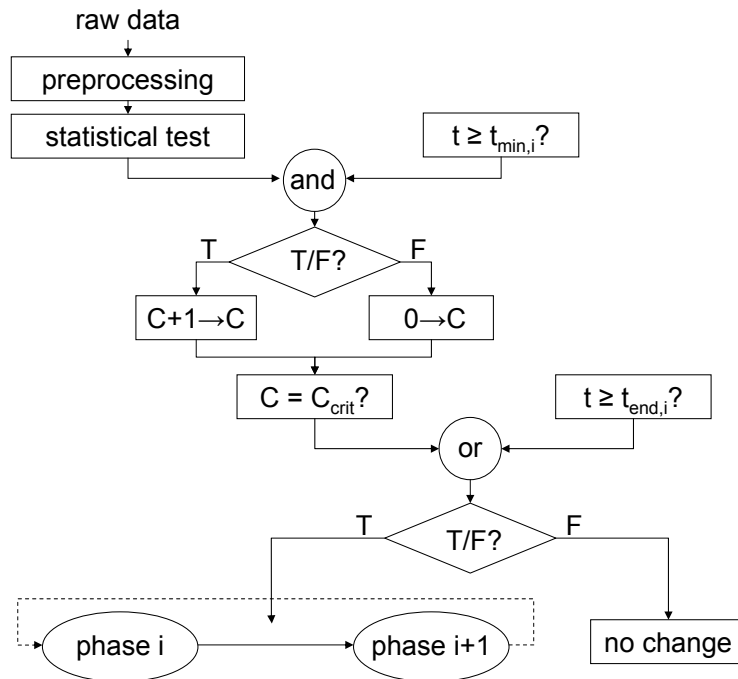 raw data
preprocessing
statistical test
t ≥ t_min,i?
and
T
T/F?
F
C+1→C
0→C
C = C_crit?
t ≥ t_end,i?
or
T
T/F?
F
phase i
phase i+1
no change